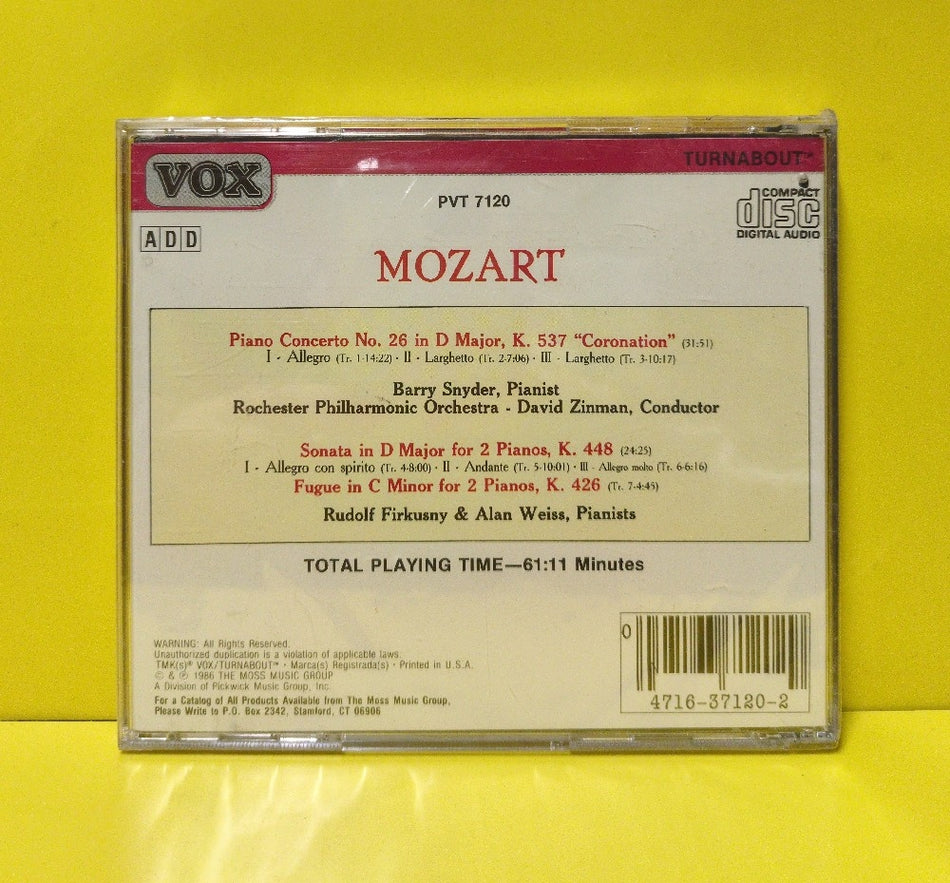 VOX
TURNABOUT™
PVT 7120
COMPACT
disc
DIGITAL AUDIO
ADD
MOZART
Piano Concerto No. 26 in D Major, K. 537 “Coronation” (31:51)
I - Allegro (Tr. 1-14:22) · II - Larghetto (Tr. 2-7:06) · III - Larghetto (Tr. 3-10:17)
Barry Snyder, Pianist
Rochester Philharmonic Orchestra - David Zinman, Conductor
Sonata in D Major for 2 Pianos, K. 448 (24:25)
I - Allegro con spirito (Tr. 4-8:00) · II - Andante (Tr. 5-10:01) · III - Allegro molto (Tr. 6-6:16)
Fugue in C Minor for 2 Pianos, K. 426 (Tr. 7-4:45)
Rudolf Firkusny & Alan Weiss, Pianists
TOTAL PLAYING TIME—61:11 Minutes
WARNING: All Rights Reserved.
Unauthorized duplication is a violation of applicable laws.
TMK(s)® VOX/TURNABOUT™ · Marca(s) Registrada(s) · Printed in U.S.A.
© & ℗ 1986 THE MOSS MUSIC GROUP
A Division of Pickwick Music Group, Inc.
For a Catalog of All Products Available from The Moss Music Group,
Please Write to P.O. Box 2342, Stamford, CT 06906
0
4716-37120-2